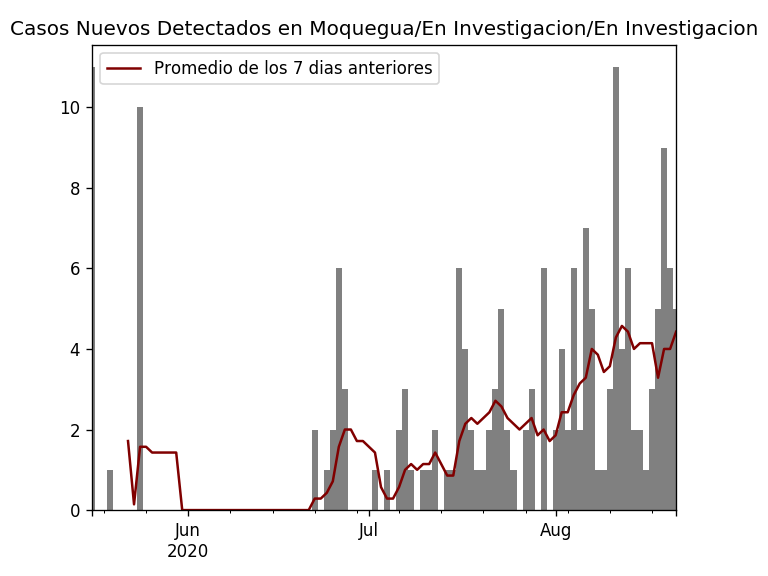 Casos Nuevos Detectados en Moquegua/En Investigacion/En Investigacion
Promedio de los 7 dias anteriores
10
8
6
4
2
0
Jun
2020
Jul
Aug